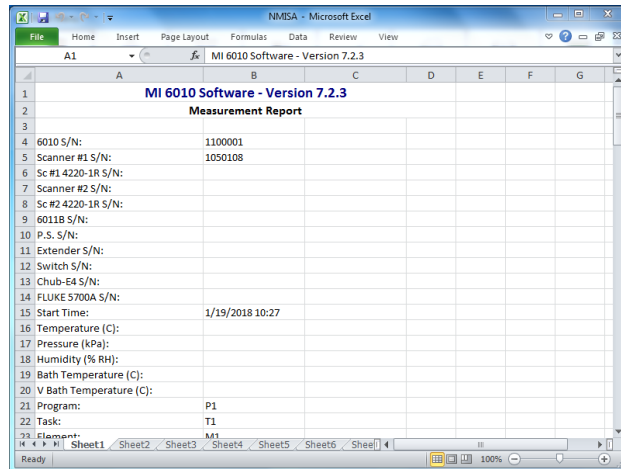 NMISA - Microsoft Excel
File Home Insert Page Layout Formulas Data Review View
A1 fx MI 6010 Software - Version 7.2.3
A B C D E F G
1 MI 6010 Software - Version 7.2.3
2 Measurement Report
3
4 6010 S/N: 1100001
5 Scanner #1 S/N: 1050108
6 Sc #1 4220-1R S/N:
7 Scanner #2 S/N:
8 Sc #2 4220-1R S/N:
9 6011B S/N:
10 P.S. S/N:
11 Extender S/N:
12 Switch S/N:
13 Chub-E4 S/N:
14 FLUKE 5700A S/N:
15 Start Time: 1/19/2018 10:27
16 Temperature (C):
17 Pressure (kPa):
18 Humidity (% RH):
19 Bath Temperature (C):
20 V Bath Temperature (C):
21 Program: P1
22 Task: T1
23 Element: M1
Sheet1 Sheet2 Sheet3 Sheet4 Sheet5 Sheet6 Shee
Ready 100%